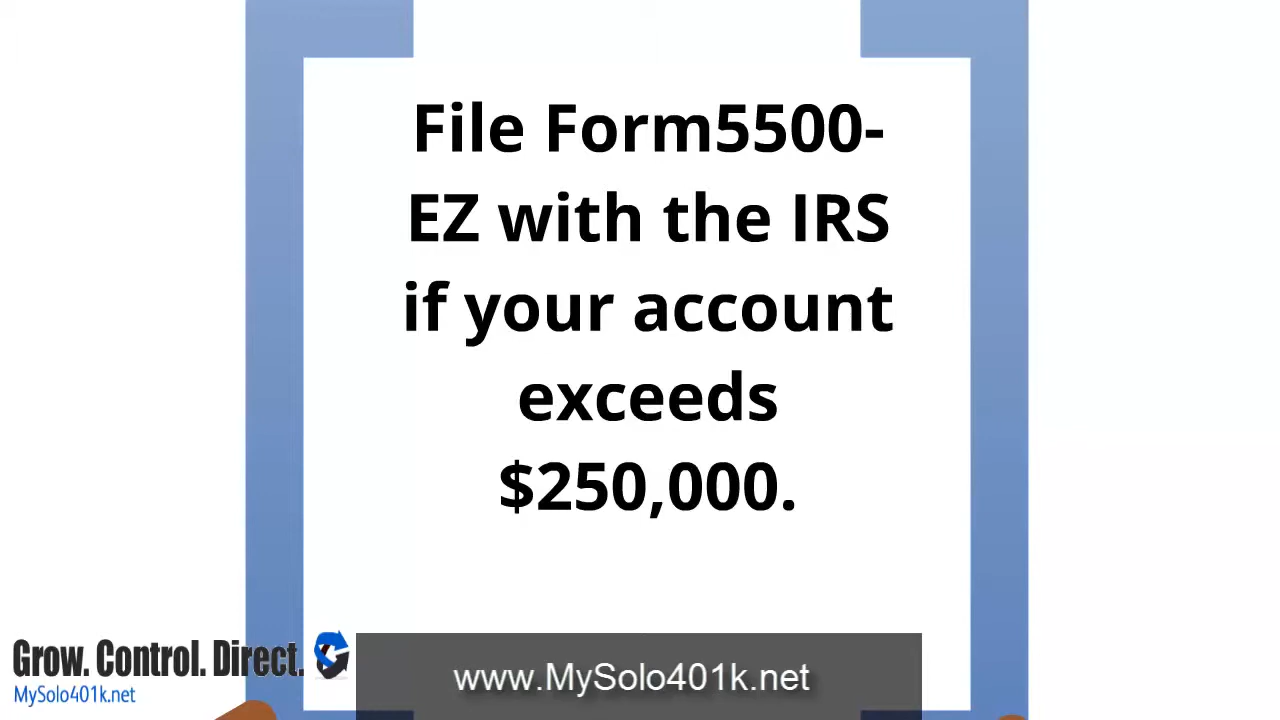 File Form5500-
EZ with the IRS
if your account
exceeds
$250,000.
Grow. Control. Direct.
MySolo401k.net
www.MySolo401k.net